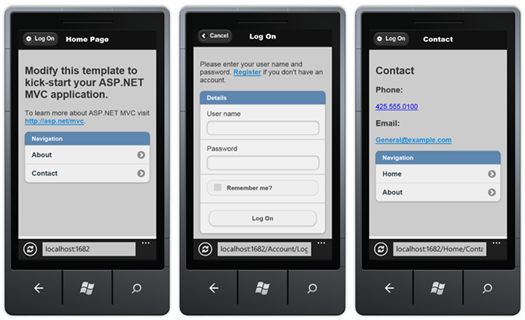 Log On
Home Page
Modify this template to
kick-start your ASP.NET
MVC application.
To learn more about ASP.NET MVC visit
http://asp.net/mvc.
Navigation
About
Contact
localhost:1682
Cancel
Log On
Please enter your user name and
password. Register if you don't have an
account.
Details
User name
Password
Remember me?
Log On
localhost:1682/Account/Log
Log On
Contact
Contact
Phone:
425.555.0100
Email:
General@example.com
Navigation
Home
About
localhost:1682/Home/Conta